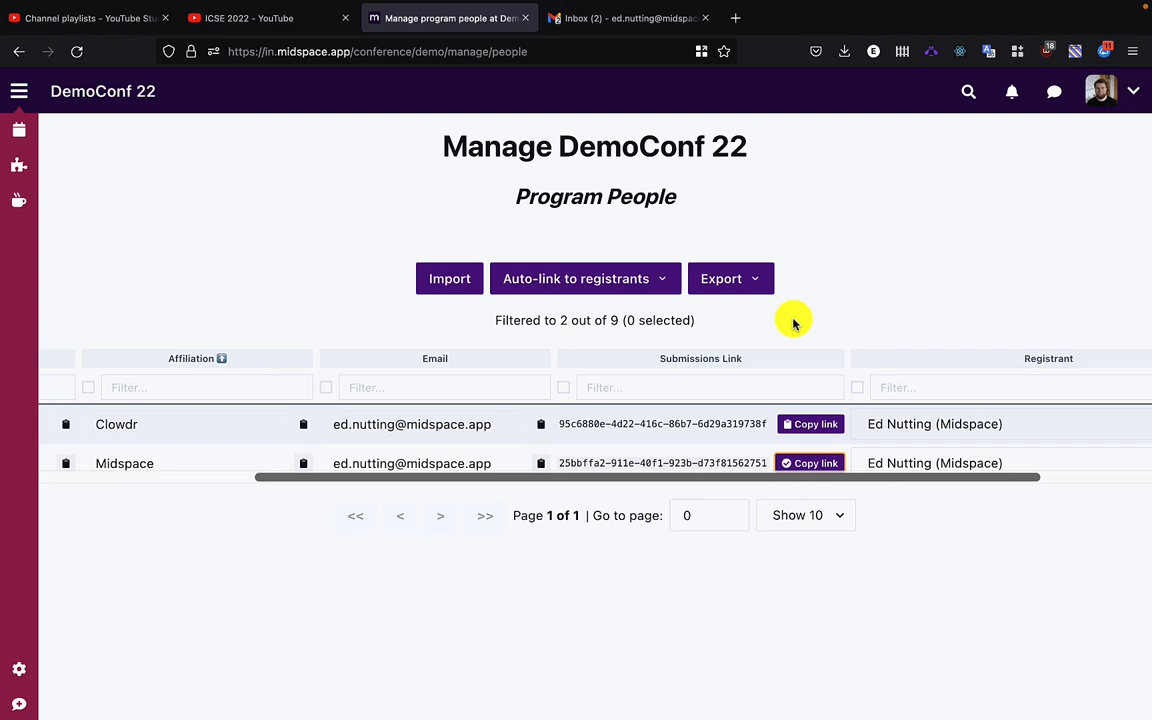 Channel playlists - YouTube Stu
ICSE 2022 - YouTube
Manage program people at Dem
Inbox (2) - ed.nutting@midspac
https://in.midspace.app/conference/demo/manage/people
18
11
DemoConf 22
Manage DemoConf 22
Program People
Import
Auto-link to registrants
Export
Filtered to 2 out of 9 (0 selected)
Affiliation
Email
Submissions Link
Registrant
Filter...
Filter...
Filter...
Filter...
Clowdr
ed.nutting@midspace.app
95c6880e-4d22-416c-86b7-6d29a319738f
Copy link
Ed Nutting (Midspace)
Midspace
ed.nutting@midspace.app
25bbffa2-911e-40f1-923b-d73f81562751
Copy link
Ed Nutting (Midspace)
<<
<
>
>>
Page 1 of 1 | Go to page:
0
Show 10